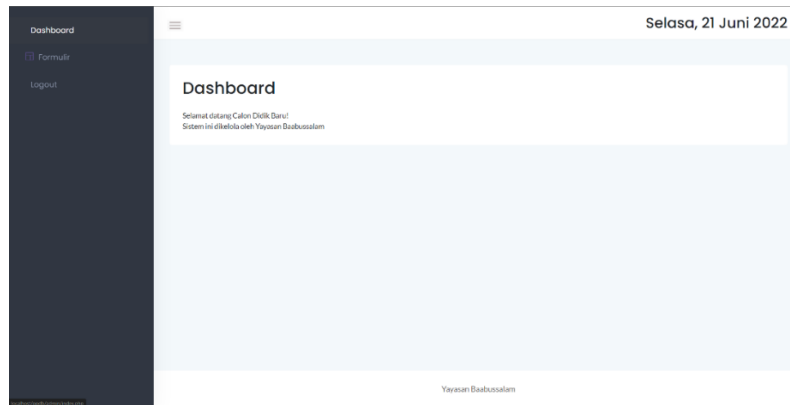 Dashboard
Formulir
Logout
Selasa, 21 Juni 2022
Dashboard
Selamat datang Calon Didik Baru!
Sistem ini dikelola oleh Yayasan Baabussalam
Yayasan Baabussalam